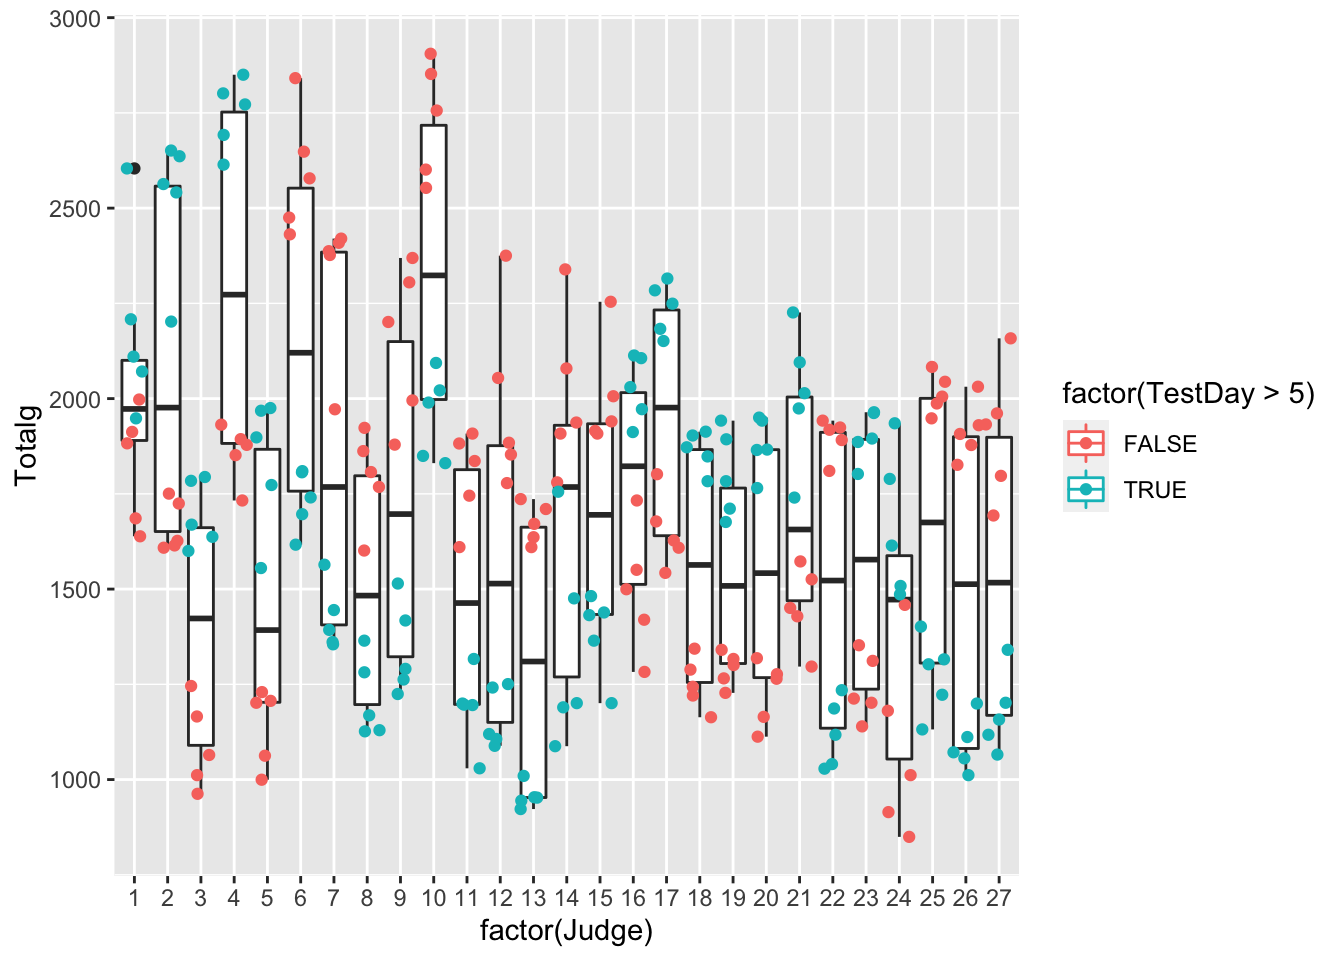 3000
2500
2000
1500
1000
Totalg
1 2 3 4 5 6 7 8 9 10 11 12 13 14 15 16 17 18 19 20 21 22 23 24 25 26 27
factor(Judge)
factor(TestDay > 5)
FALSE
TRUE